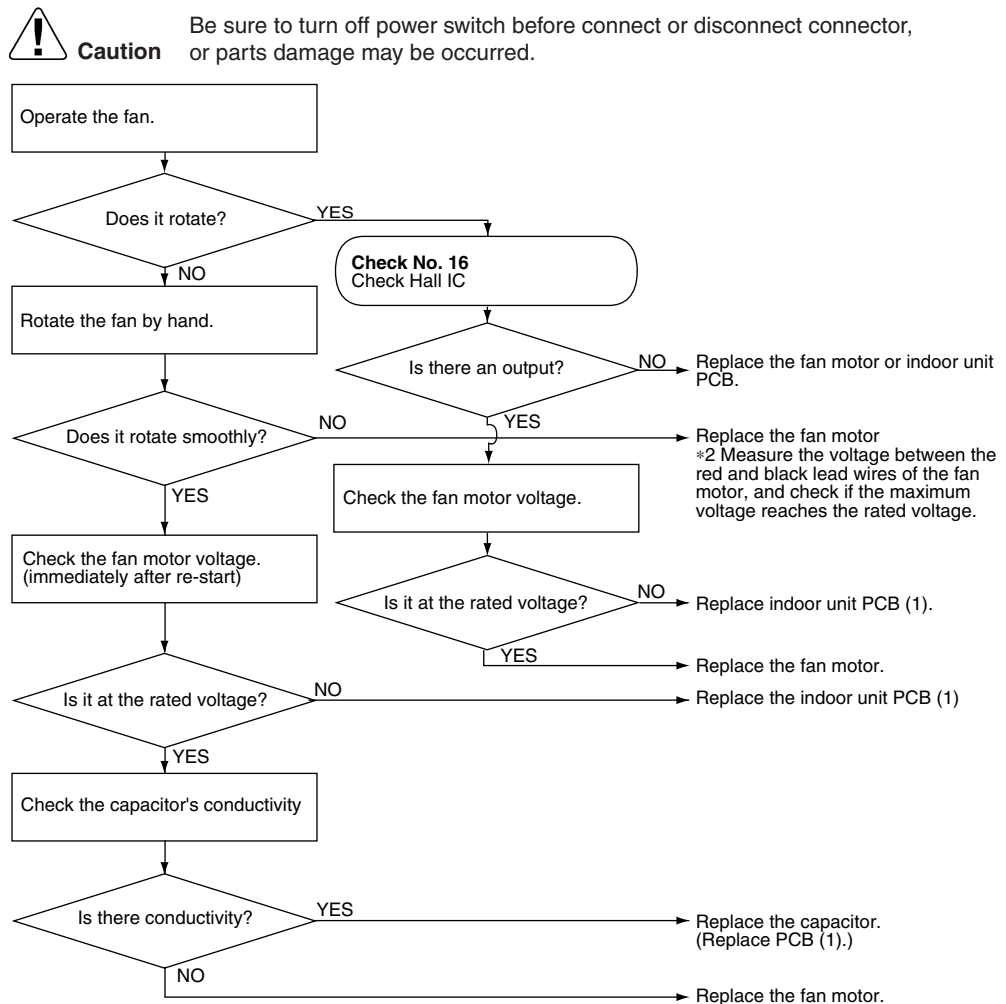 Be sure to turn off power switch before connect or disconnect connector,
Caution or parts damage may be occurred.
Operate the fan.
Does it rotate?
YES
NO
Check No. 16
Check Hall IC
Rotate the fan by hand.
Is there an output?
NO
Replace the fan motor or indoor unit
PCB.
YES
Does it rotate smoothly?
NO
Replace the fan motor
*2 Measure the voltage between the
red and black lead wires of the fan
motor, and check if the maximum
voltage reaches the rated voltage.
YES
Check the fan motor voltage.
Check the fan motor voltage.
(immediately after re-start)
Is it at the rated voltage?
NO
Replace indoor unit PCB (1).
YES
Replace the fan motor.
Is it at the rated voltage?
NO
Replace the indoor unit PCB (1)
YES
Check the capacitor's conductivity
Is there conductivity?
YES
Replace the capacitor.
(Replace PCB (1).)
NO
Replace the fan motor.